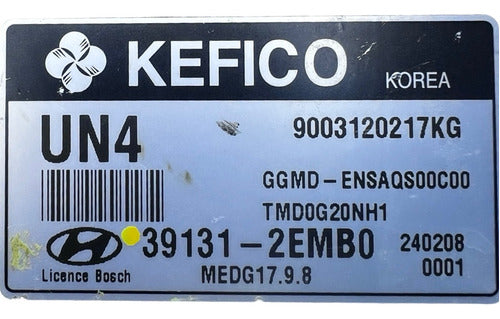 KEFICO KOREA
UN4 9003120217KG
GGMD-ENSAQS00C00
TMD0G20NH1
39131-2EMB0 240208
Licence Bosch MEDG17.9.8 0001